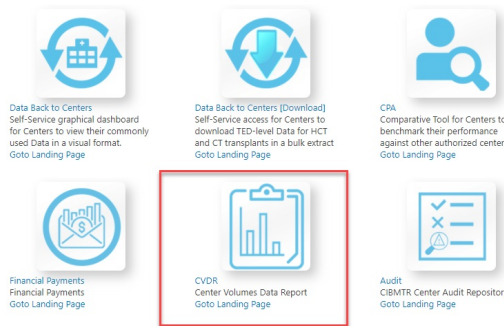 Data Back to Centers
Self-Service graphical dashboard
for Centers to view their commonly
used Data in a visual format.
Goto Landing Page
Data Back to Centers [Download]
Self-Service access for Centers to
download TED-level Data for HCT
and CT transplants in a bulk extract
Goto Landing Page
CPA
Comparative Tool for Centers to
benchmark their performance
against other authorized center
Goto Landing Page
$
Financial Payments
Financial Payments
Goto Landing Page
CVDR
Center Volumes Data Report
Goto Landing Page
Audit
CIBMTR Center Audit Repositor
Goto Landing Page